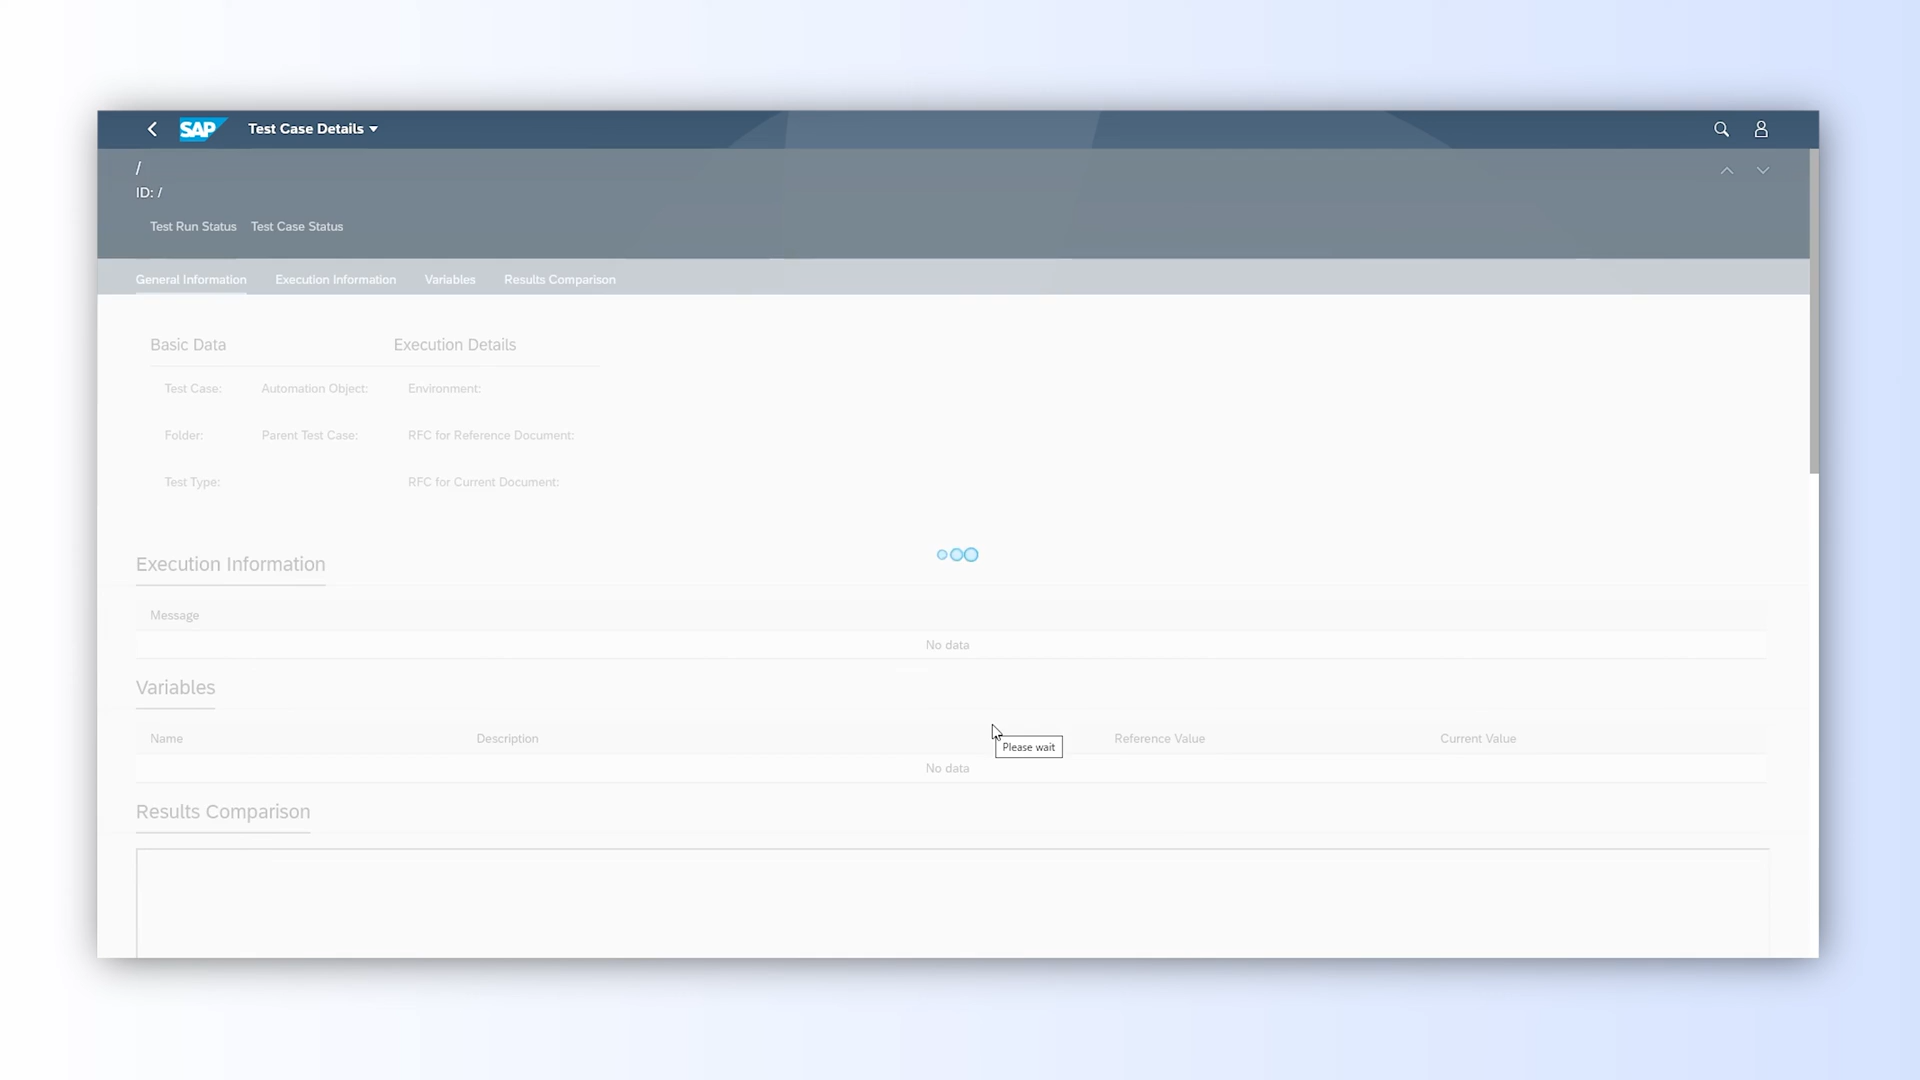 SAP Test Case Details
/
ID: /
Test Run Status Test Case Status
General Information Execution Information Variables Results Comparison
Basic Data Execution Details
Test Case: Automation Object: Environment:
Folder: Parent Test Case: RFC for Reference Document:
Test Type: RFC for Current Document:
Execution Information
Message
No data
Variables
Name Description Reference Value Current Value
Please wait
No data
Results Comparison